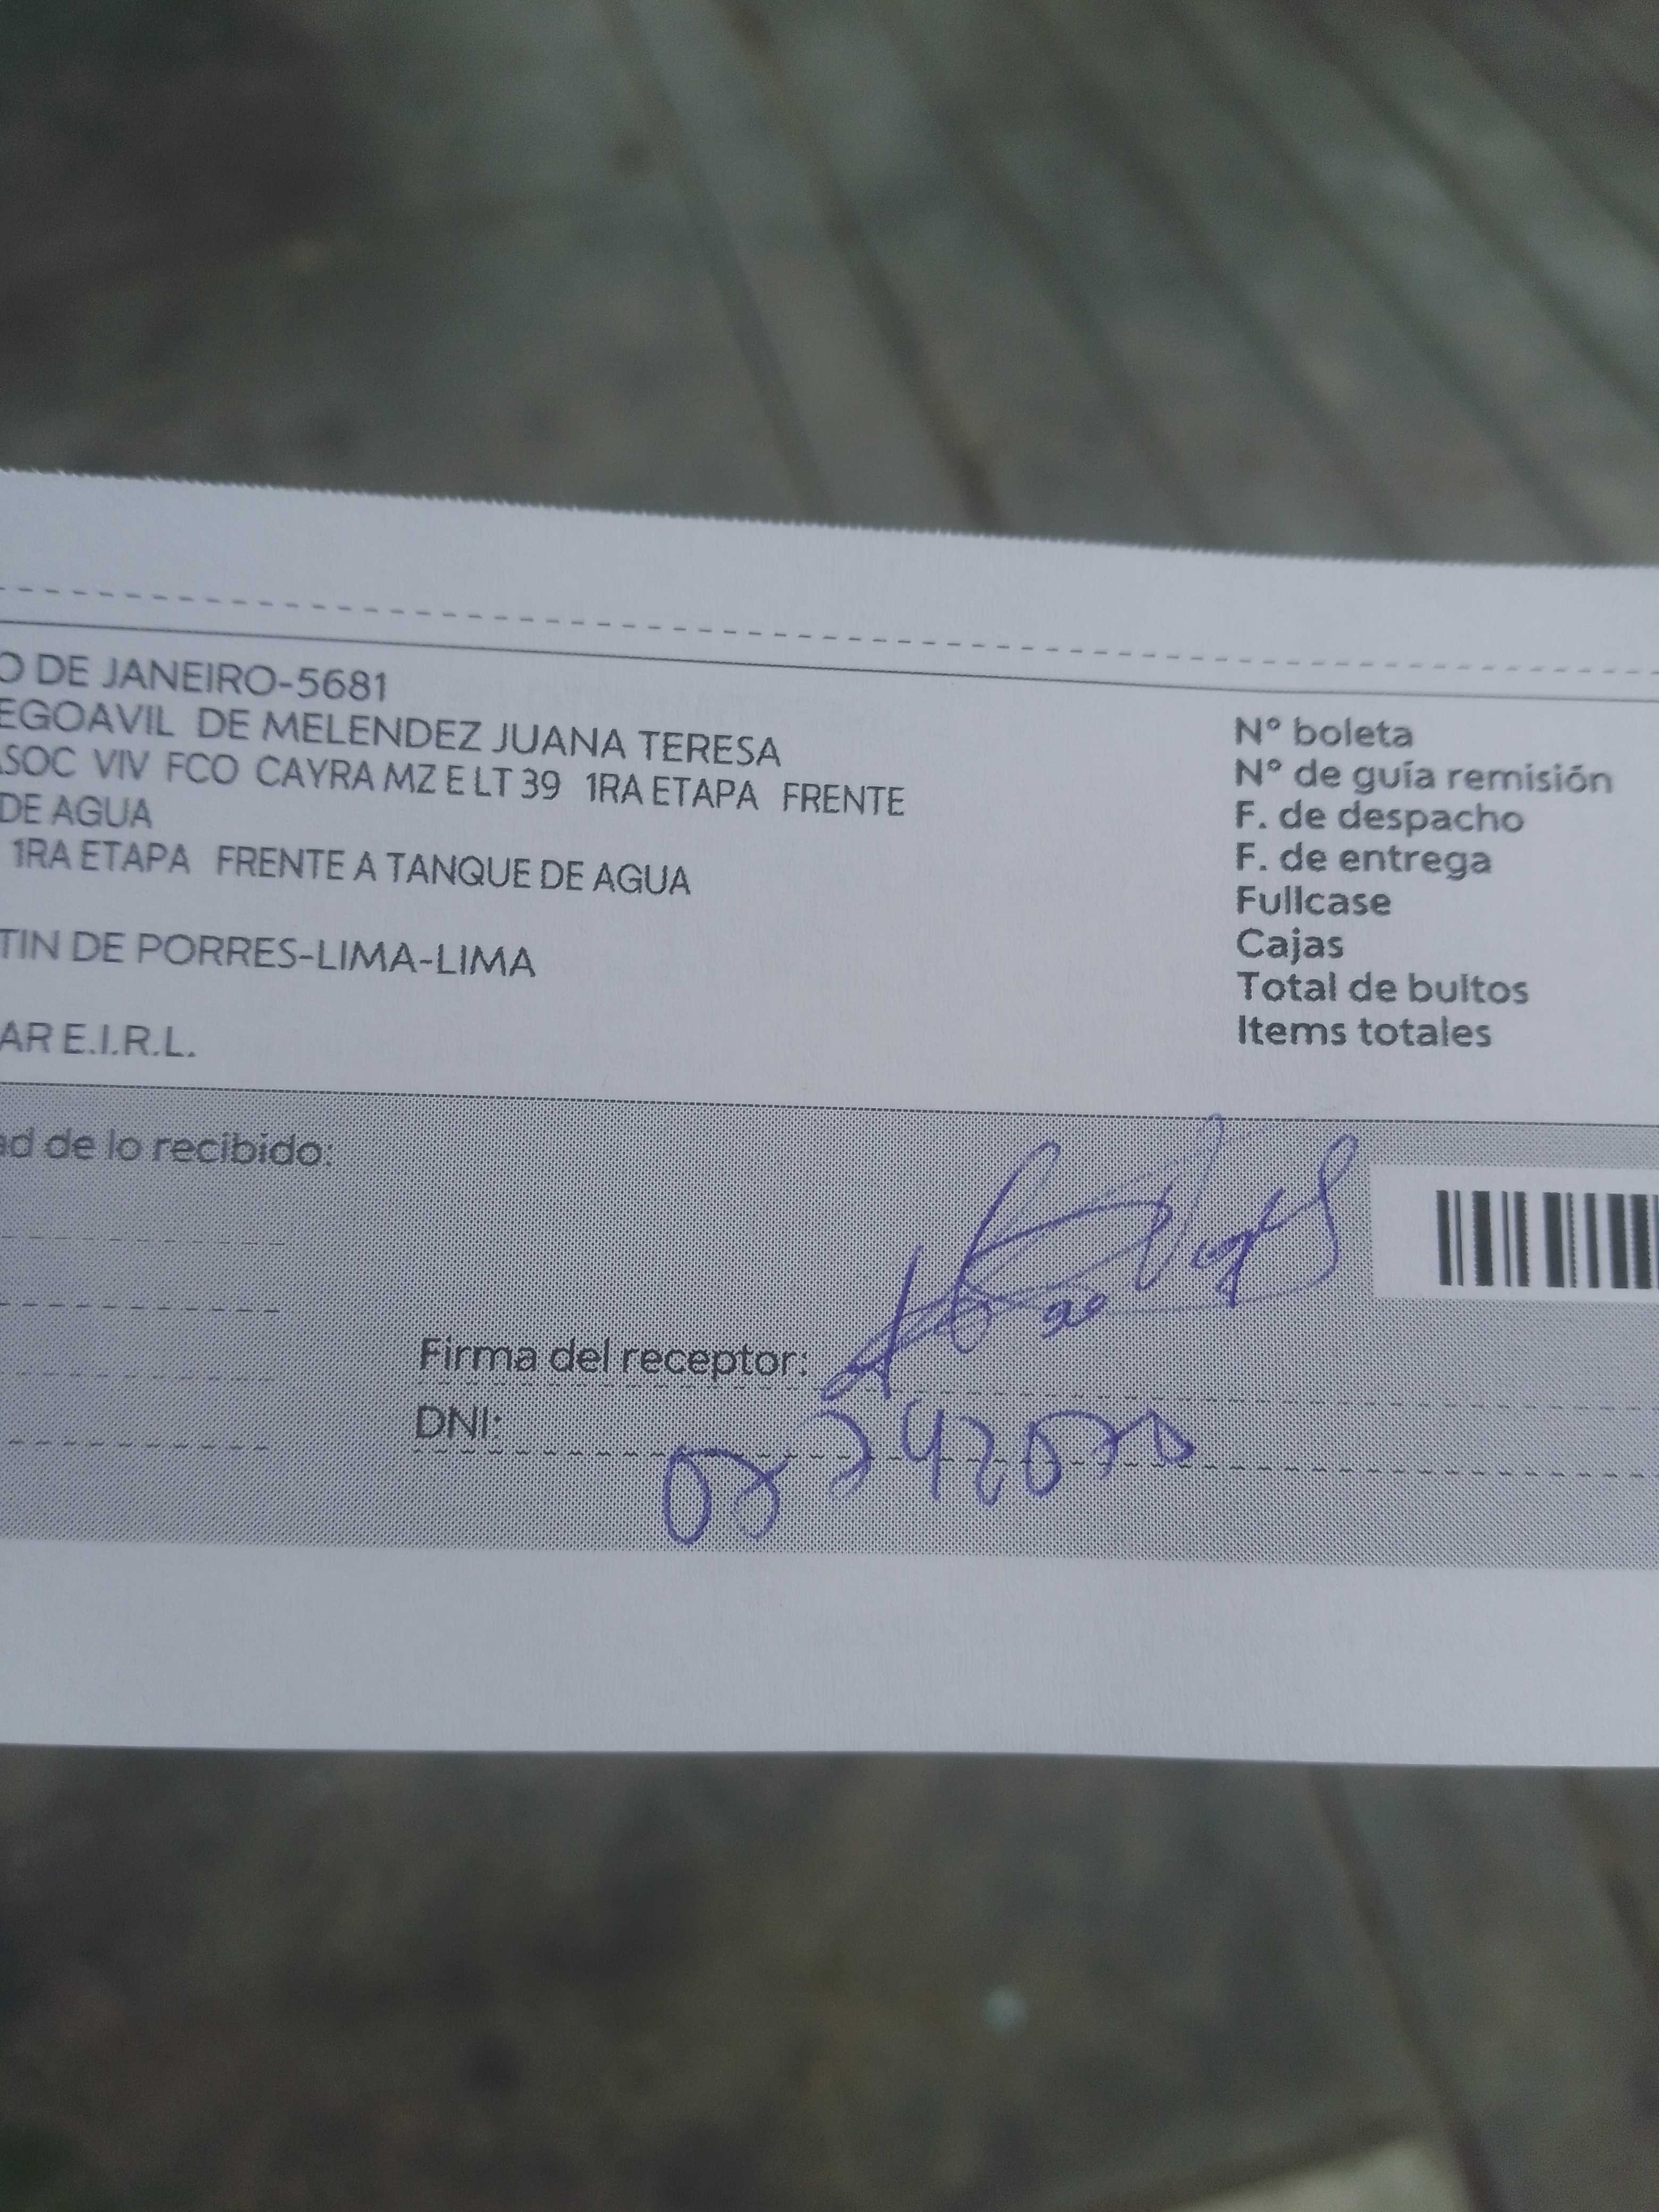 O DE JANEIRO-5681
EGOAVIL DE MELENDEZ JUANA TERESA
ASOC VIV FCO CAYRA MZ E LT 39 1RA ETAPA FRENTE
DE AGUA
1RA ETAPA FRENTE A TANQUE DE AGUA
TIN DE PORRES-LIMA-LIMA
AR E.I.R.L.
Nº boleta
Nº de guía remisión
F. de despacho
F. de entrega
Fullcase
Cajas
Total de bultos
Items totales
ad de lo recibido:
Firma del receptor:
DNI: